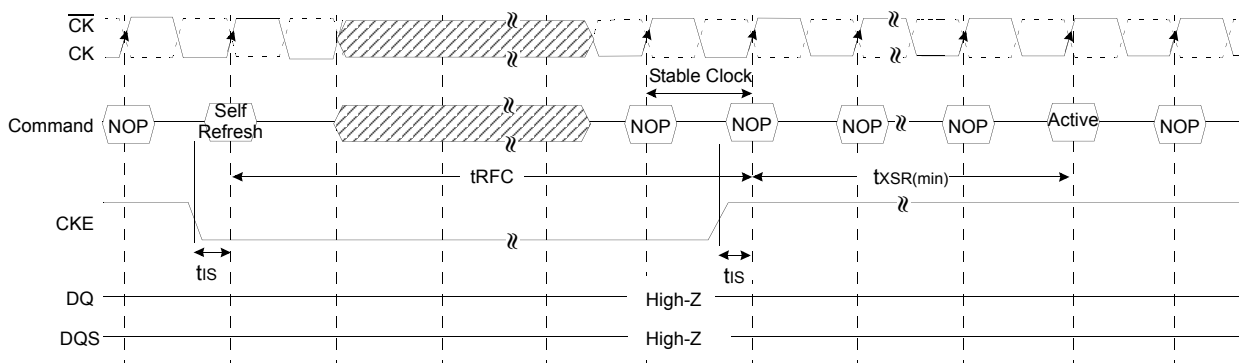 CK
CK
Stable Clock
Command NOP Self Refresh NOP NOP NOP NOP Active NOP
tRFC tXSR(min)
CKE
tIS tIS
DQ High-Z
DQS High-Z